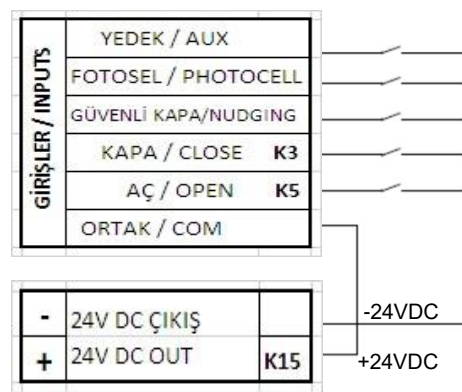 GİRİŞLER / INPUTS
YEDEK / AUX
FOTOSEL / PHOTOCELL
GÜVENLİ KAPA/NUDGING
KAPA / CLOSE K3
AÇ / OPEN K5
ORTAK / COM
- 24V DC ÇIKIŞ
-24VDC
+ 24V DC OUT K15
+24VDC